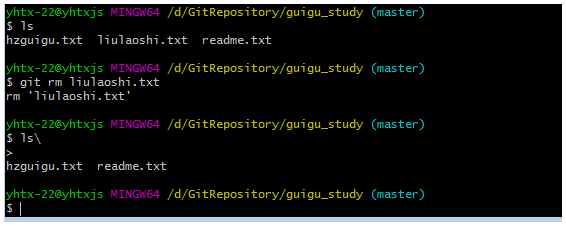 yhtx-22@yhtxjs MINGW64 /d/GitRepository/guigu_study (master)
$ ls
hzguigu.txt  liulaoshi.txt  readme.txt
yhtx-22@yhtxjs MINGW64 /d/GitRepository/guigu_study (master)
$ git rm liulaoshi.txt
rm 'liulaoshi.txt'
yhtx-22@yhtxjs MINGW64 /d/GitRepository/guigu_study (master)
$ ls\
>
hzguigu.txt  readme.txt
yhtx-22@yhtxjs MINGW64 /d/GitRepository/guigu_study (master)
$